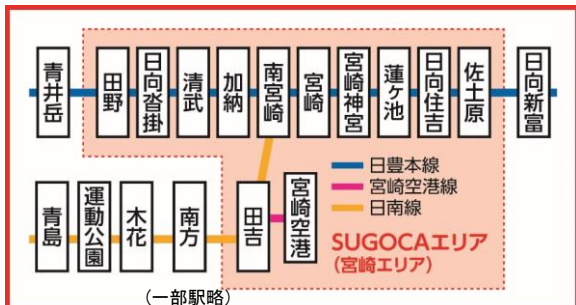 青井岳
田野
日向沓掛
清武
加納
南宮崎
宮崎
宮崎神宮
蓮ヶ池
日向住吉
佐土原
日向新富
日豊本線
宮崎空港線
日南線
青島
運動公園
木花
南方
田吉
宮崎空港
SUGOCAエリア
(宮崎エリア)
(一部駅略)